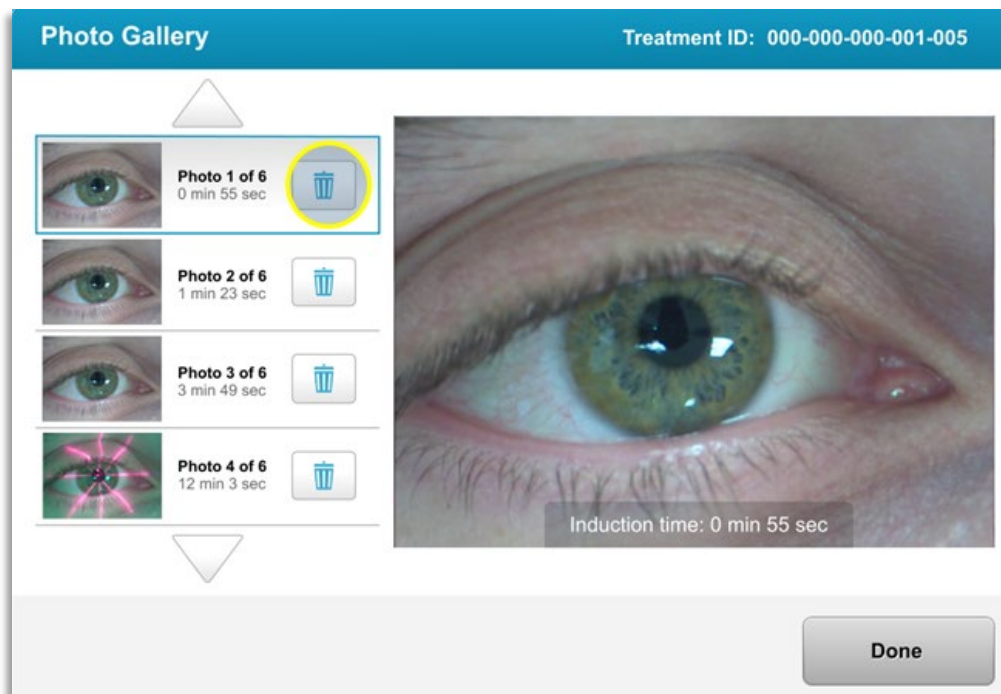 Photo Gallery
Treatment ID: 000-000-000-001-005
Photo 1 of 6
0 min 55 sec
Photo 2 of 6
1 min 23 sec
Photo 3 of 6
3 min 49 sec
Photo 4 of 6
12 min 3 sec
Induction time: 0 min 55 sec
Done